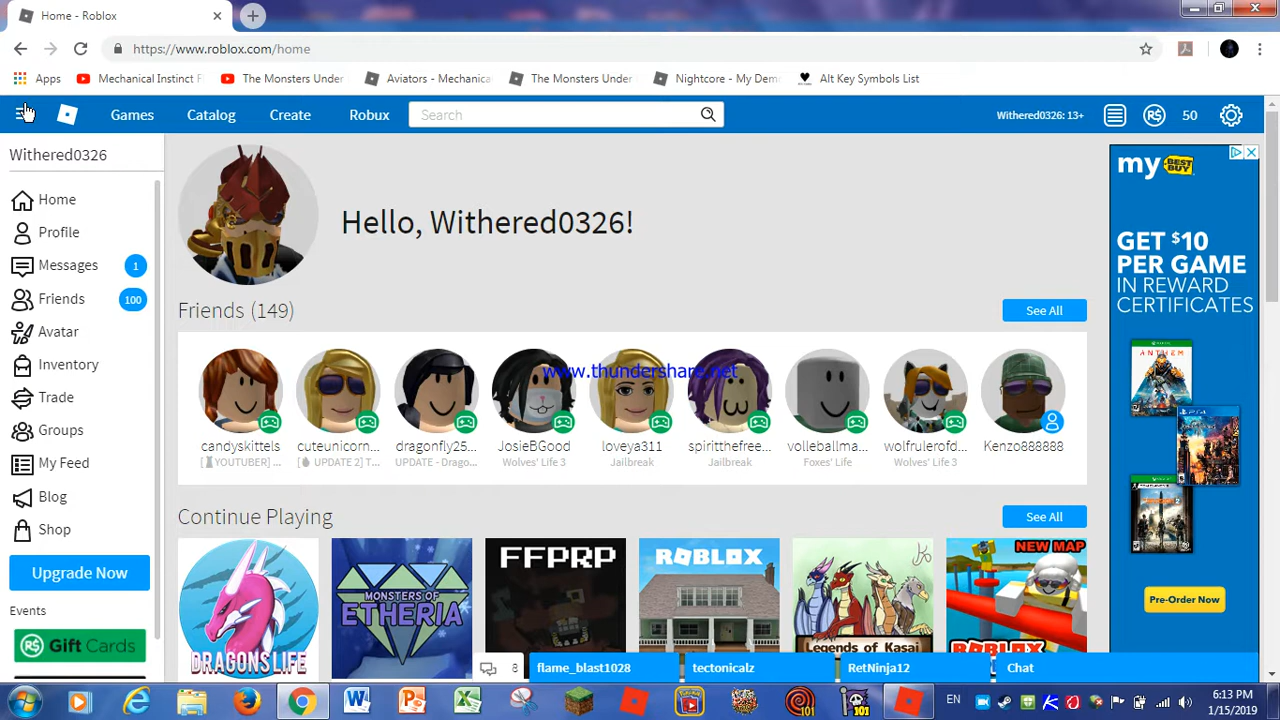 Home - Roblox
https://www.roblox.com/home
Apps Mechanical Instinct F The Monsters Under Aviators - Mechanica The Monsters Under Nightcore - My Dem Alt Key Symbols List
Games Catalog Create Robux Search Withered0326: 13+ 50
Withered0326
Home
Profile
Messages 1
Friends 100
Avatar
Inventory
Trade
Groups
My Feed
Blog
Shop
Upgrade Now
Events
Gift Cards
Hello, Withered0326!
Friends (149) See All
www.thundershare.net
candyskittels cuteunicorn... dragonfly25... JosieBGood loveya311 spiritthefree... volleballma... wolfrulerofd... Kenzo888888
[YOUTUBER] ... [UPDATE 2] T... UPDATE - Drago... Wolves' Life 3 Jailbreak Jailbreak Foxes' Life Wolves' Life 3
Continue Playing See All
DRAGONS LIFE
MONSTERS OF
ETHERIA
FFPRP
ROBLOX
Legends of Kasai
NEW MAP
ROBLOX
8 flame_blast1028 tectonicalz RetNinja12 Chat
my BEST BUY
GET $10
PER GAME
IN REWARD
CERTIFICATES
ANTHEM
Pre-Order Now
EN
6:13 PM
1/15/2019